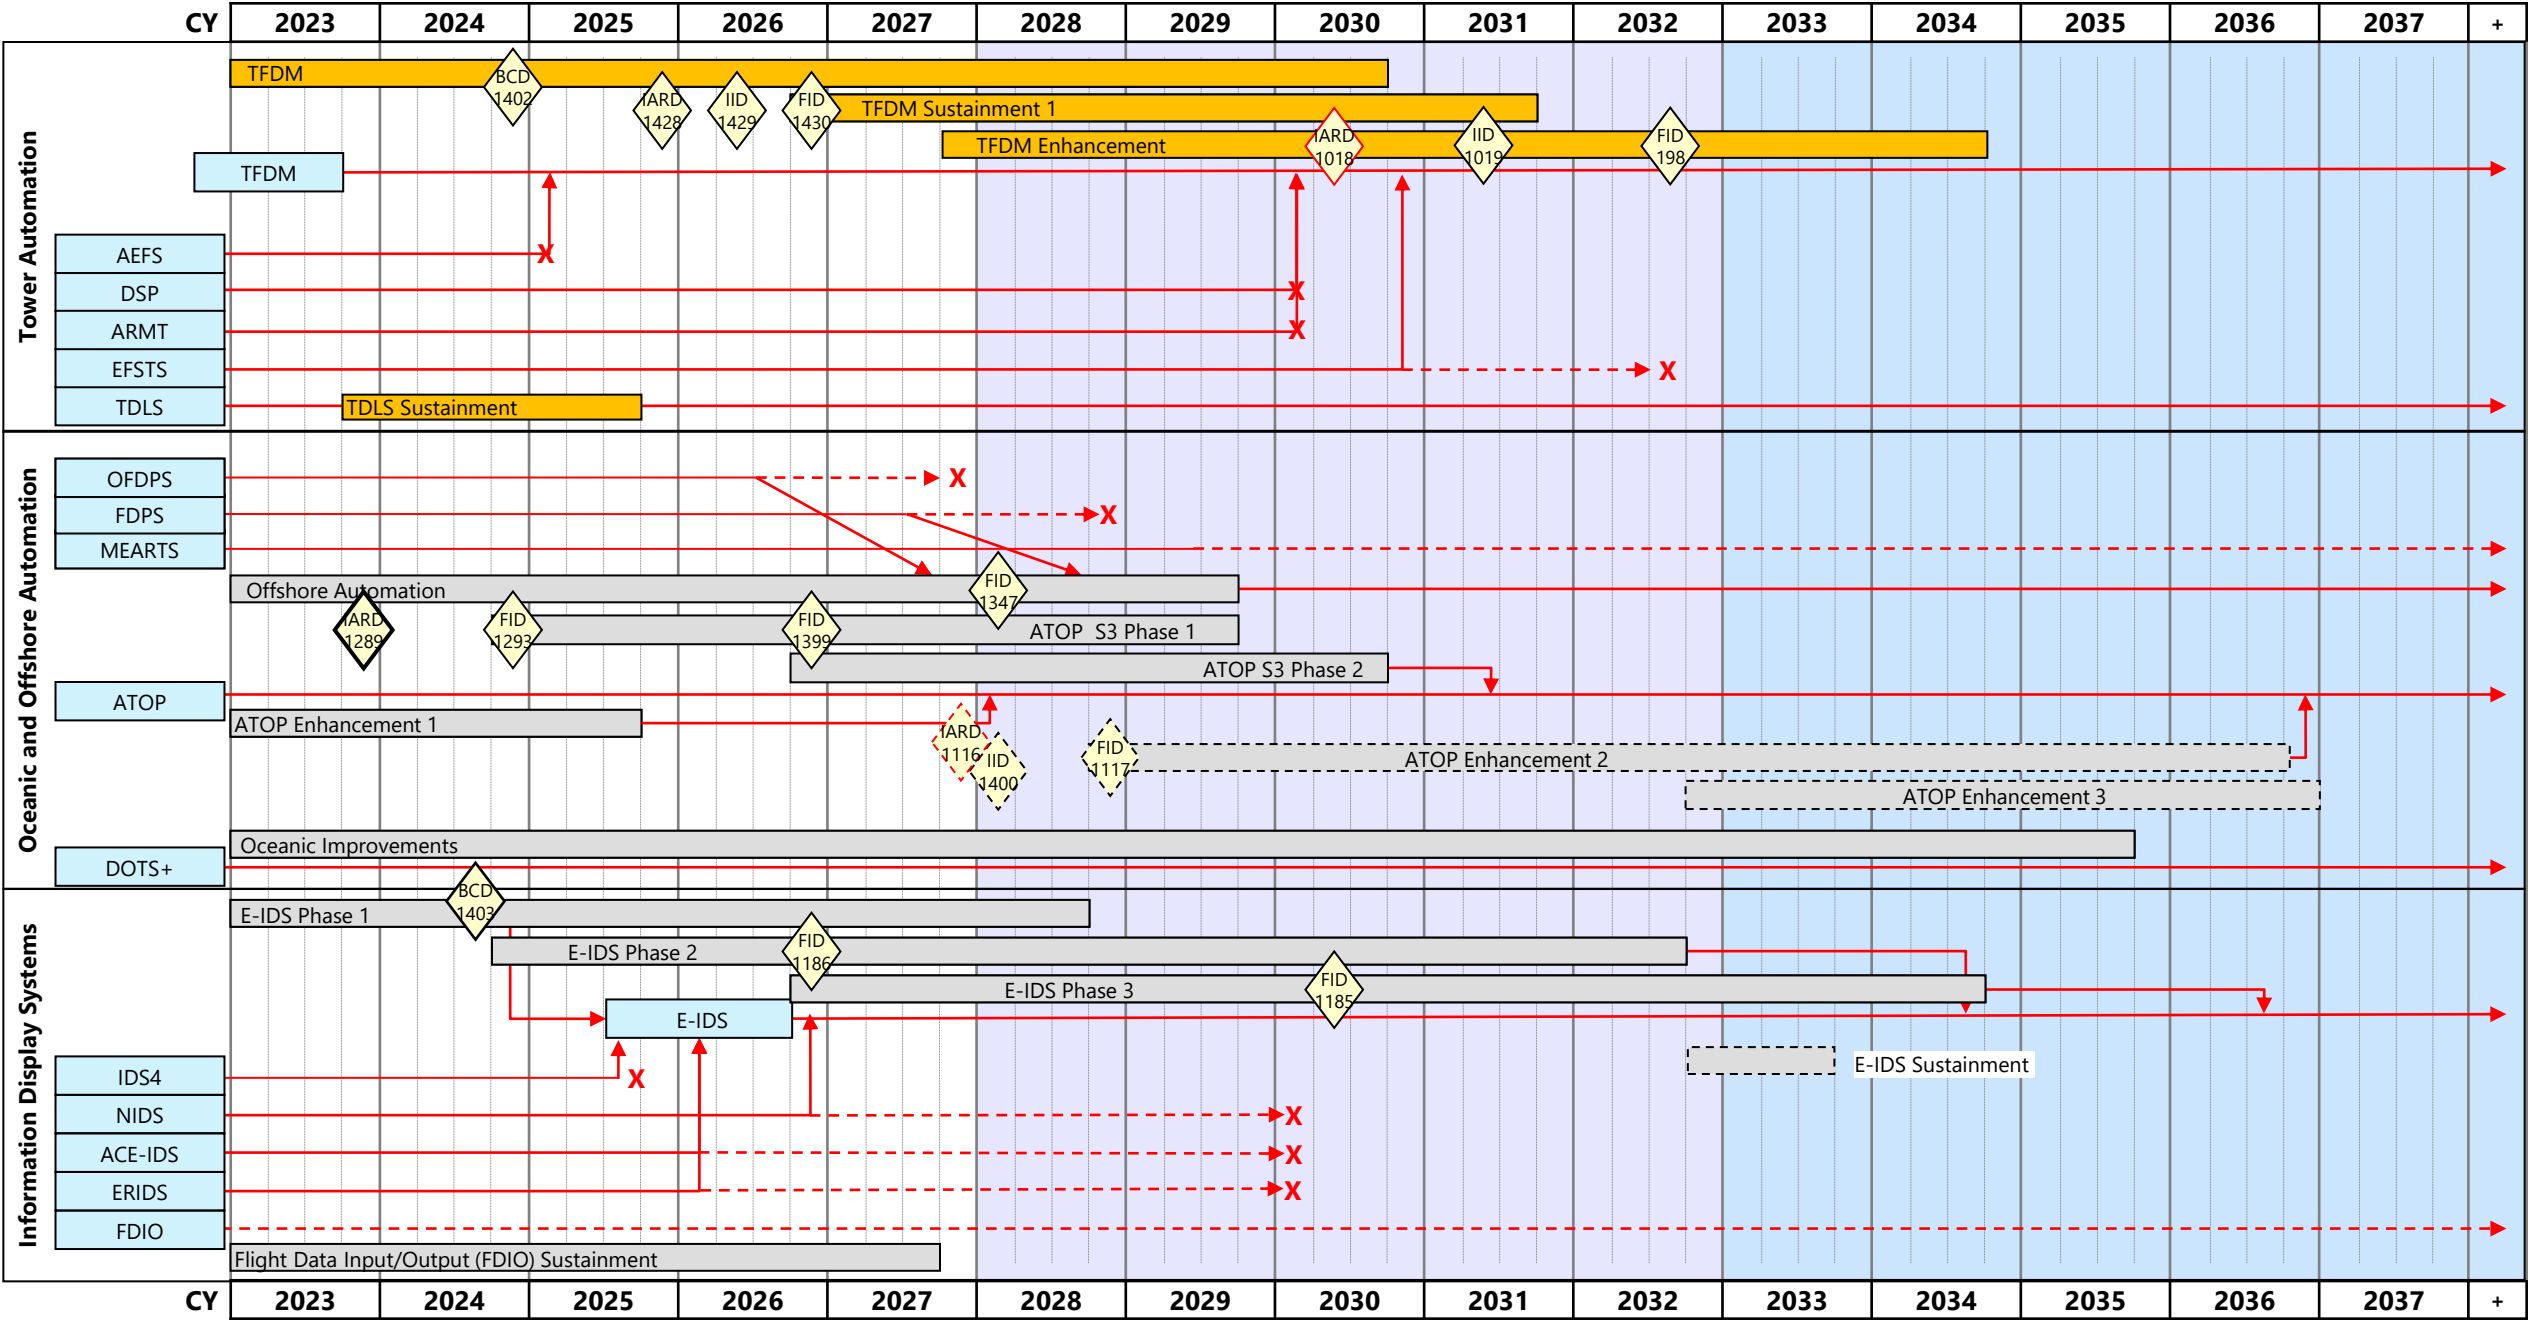 CY 2023 2024 2025 2026 2027 2028 2029 2030 2031 2032 2033 2034 2035 2036 2037 +
Tower Automation
TFDM
BCD
1402
IARD
1428
IID
1429
FID
1430
TFDM Sustainment 1
TFDM Enhancement
IARD
1018
IID
1019
FID
198
TFDM
AEFS
X
DSP
X
ARMT
X
EFSTS
X
TDLS
TDLS Sustainment
Oceanic and Offshore Automation
OFDPS
X
FDPS
X
MEARTS
Offshore Automation
FID
1347
IARD
1289
FID
1293
FID
1399
ATOP S3 Phase 1
ATOP S3 Phase 2
ATOP
ATOP Enhancement 1
IARD
1116
IID
1400
FID
1117
ATOP Enhancement 2
ATOP Enhancement 3
Oceanic Improvements
DOTS+
Information Display Systems
BCD
1403
E-IDS Phase 1
E-IDS Phase 2
FID
1186
E-IDS Phase 3
FID
1185
E-IDS
E-IDS Sustainment
IDS4
X
NIDS
X
ACE-IDS
X
ERIDS
X
FDIO
Flight Data Input/Output (FDIO) Sustainment
CY 2023 2024 2025 2026 2027 2028 2029 2030 2031 2032 2033 2034 2035 2036 2037 +